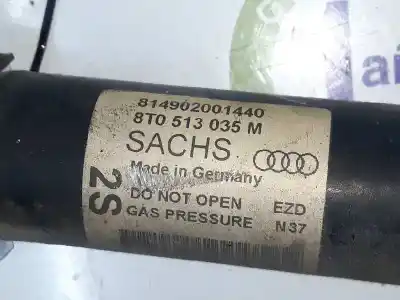 814902001440
8T0 513 035 M
SACHS
Made in Germany
2S
DO NOT OPEN EZD
GAS PRESSURE N37